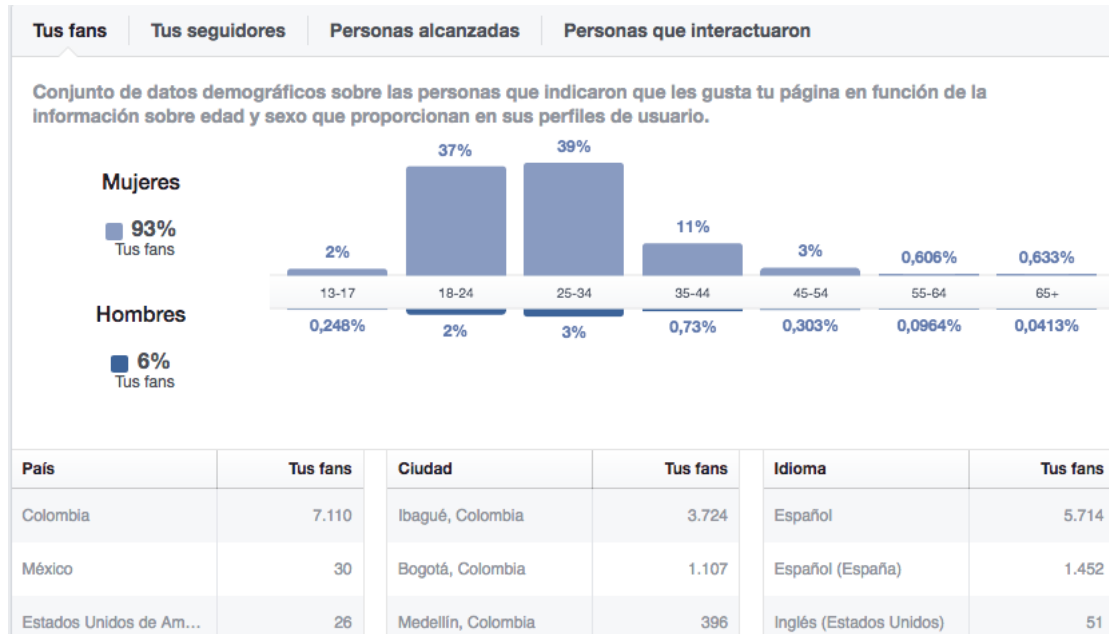 Tus fans Tus seguidores Personas alcanzadas Personas que interactuaron
Conjunto de datos demográficos sobre las personas que indicaron que les gusta tu página en función de la
información sobre edad y sexo que proporcionan en sus perfiles de usuario.
Mujeres
93%
Tus fans
2% 37% 39% 11% 3% 0,606% 0,633%
13-17 18-24 25-34 35-44 45-54 55-64 65+
Hombres
6%
Tus fans
0,248% 2% 3% 0,73% 0,303% 0,0964% 0,0413%
País Tus fans Ciudad Tus fans Idioma Tus fans
Colombia 7.110 Ibagué, Colombia 3.724 Español 5.714
México 30 Bogotá, Colombia 1.107 Español (España) 1.452
Estados Unidos de Am... 26 Medellín, Colombia 396 Inglés (Estados Unidos) 51